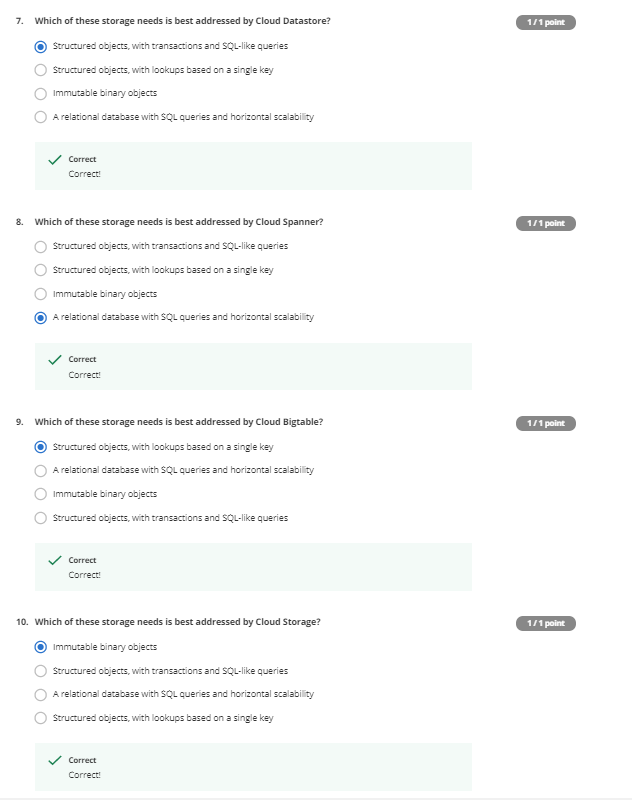 7. Which of these storage needs is best addressed by Cloud Datastore?
1 / 1 point
Structured objects, with transactions and SQL-like queries
Structured objects, with lookups based on a single key
Immutable binary objects
A relational database with SQL queries and horizontal scalability
Correct
Correct!
8. Which of these storage needs is best addressed by Cloud Spanner?
1 / 1 point
Structured objects, with transactions and SQL-like queries
Structured objects, with lookups based on a single key
Immutable binary objects
A relational database with SQL queries and horizontal scalability
Correct
Correct!
9. Which of these storage needs is best addressed by Cloud Bigtable?
1 / 1 point
Structured objects, with lookups based on a single key
A relational database with SQL queries and horizontal scalability
Immutable binary objects
Structured objects, with transactions and SQL-like queries
Correct
Correct!
10. Which of these storage needs is best addressed by Cloud Storage?
1 / 1 point
Immutable binary objects
Structured objects, with transactions and SQL-like queries
A relational database with SQL queries and horizontal scalability
Structured objects, with lookups based on a single key
Correct
Correct!